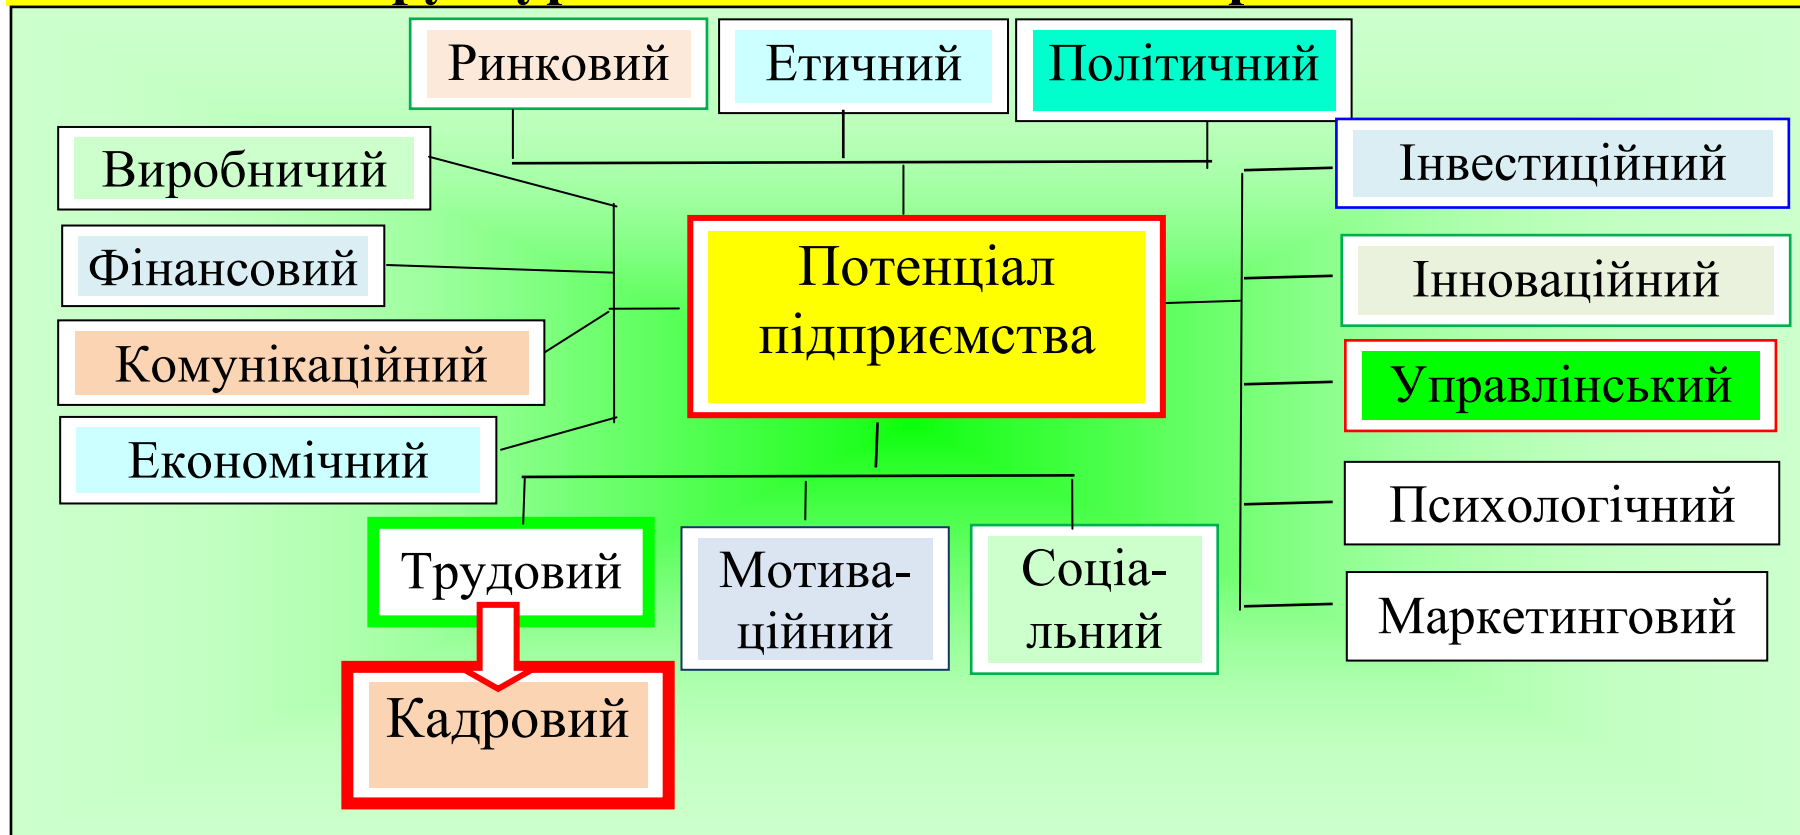 Ринковий
Етичний
Політичний
Виробничий
Фінансовий
Комунікаційний
Економічний
Потенціал
підприємства
Інвестиційний
Інноваційний
Управлінський
Психологічний
Маркетинговий
Трудовий
Мотива-
ційний
Соціа-
льний
Кадровий